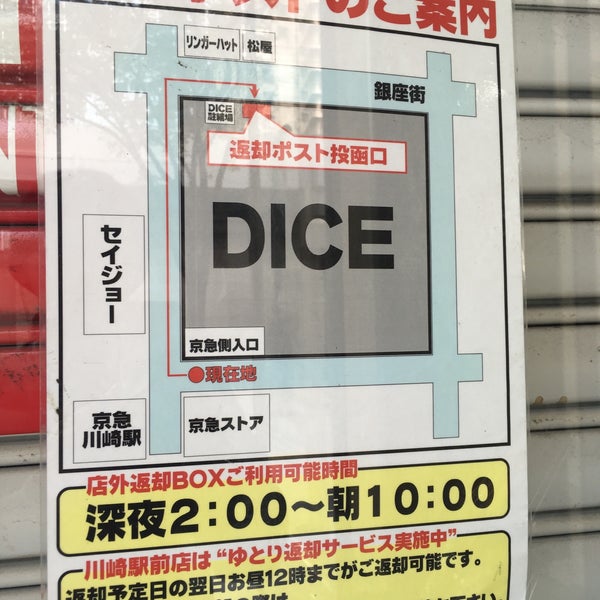 ストのご案内
リンガーハット
松屋
銀座街
DICE
駐輪場
返却ポスト投函口
DICE
セイジョー
京急側入口
●現在地
京急
川崎駅
京急ストア
店外返却BOXご利用可能時間
深夜2:00～朝10:00
川崎駅前店は“ゆとり返却サービス実施中”
返却予定日の翌日お昼12時までがご返却可能です。